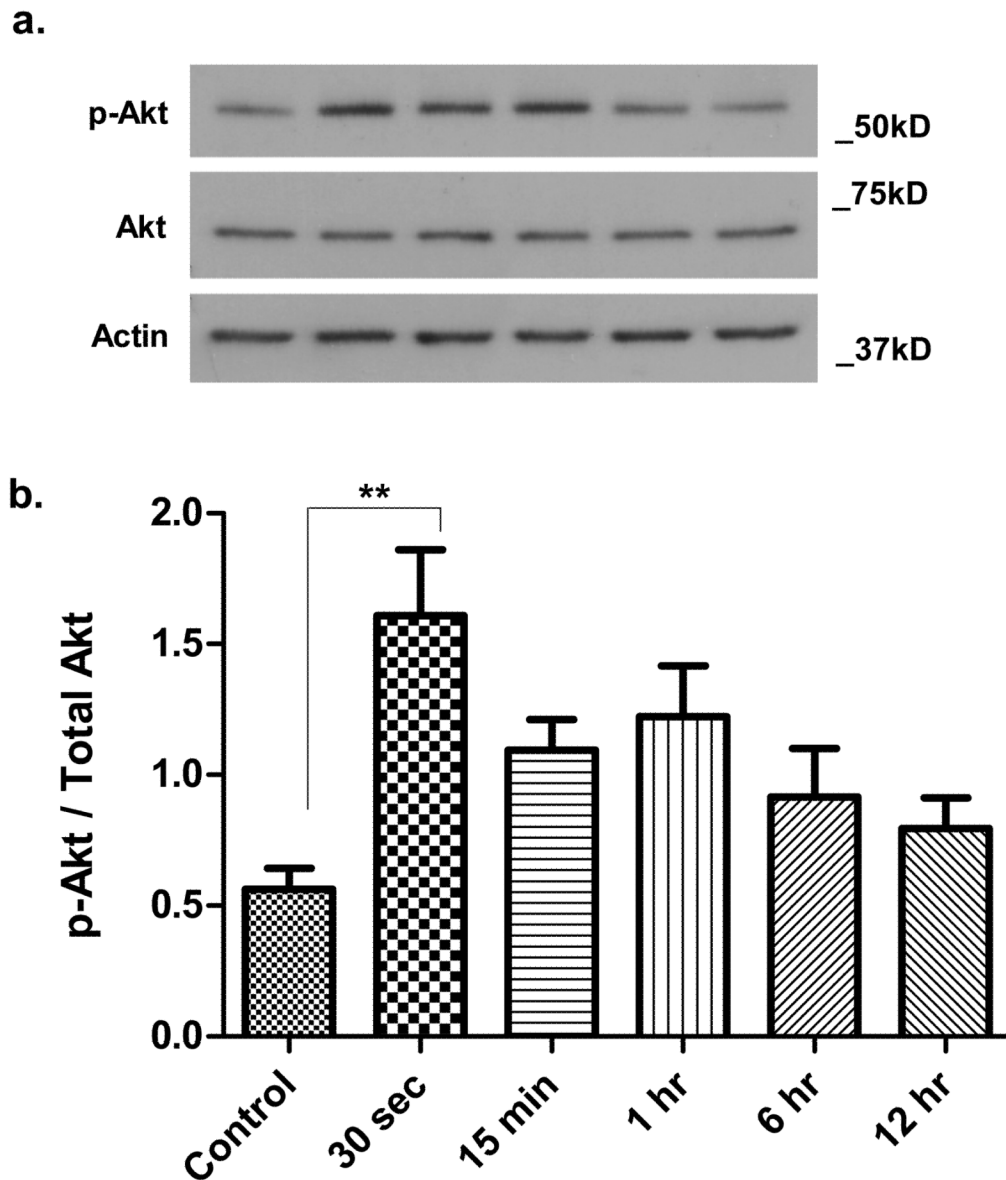 a.
p-Akt
_50kD
_75kD
Akt
Actin
_37kD
b.
**
2.0
1.5
1.0
0.5
0.0
p-Akt / Total Akt
Control
30 sec
15 min
1 hr
6 hr
12 hr